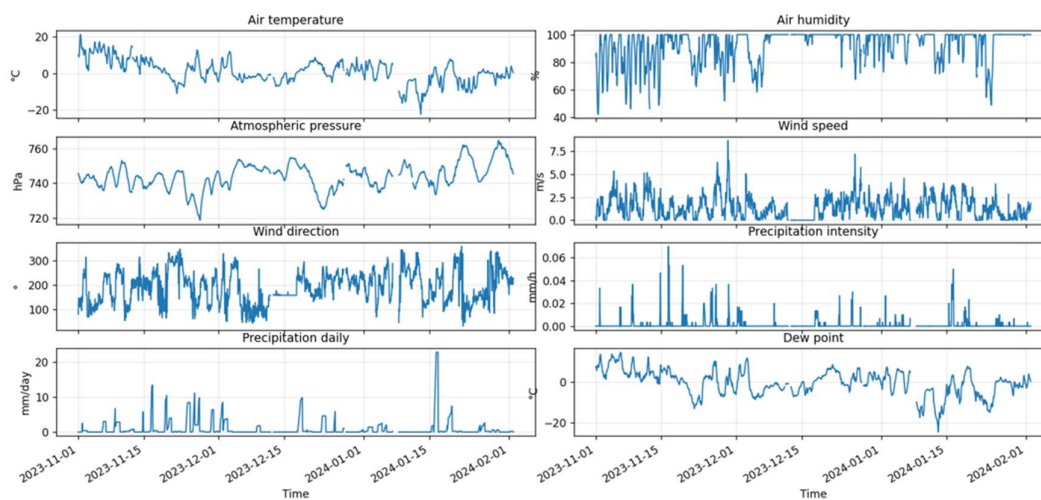 Air temperature
°C
20
0
−20
Air humidity
%
100
80
60
40
Atmospheric pressure
hPa
760
740
720
Wind speed
m/s
7.5
5.0
2.5
0.0
Wind direction
°
300
200
100
Precipitation intensity
mm/h
0.06
0.04
0.02
0.00
Precipitation daily
mm/day
20
10
0
2023-11-01
2023-11-15
2023-12-01
2023-12-15
2024-01-01
2024-01-15
2024-02-01
Time
Dew point
°C
0
−20
2023-11-01
2023-11-15
2023-12-01
2023-12-15
2024-01-01
2024-01-15
2024-02-01
Time